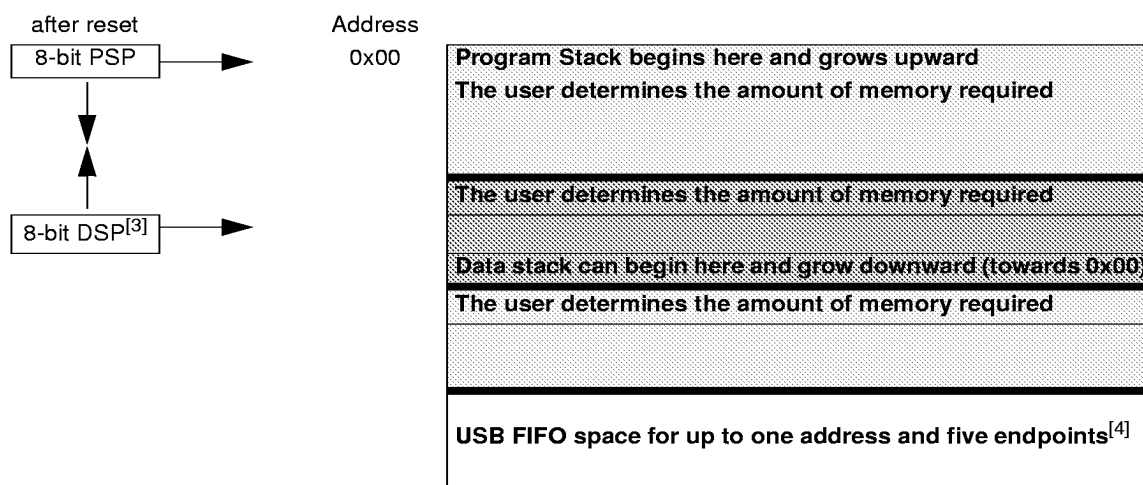 after reset
Address
8-bit PSP
0x00
Program Stack begins here and grows upward
The user determines the amount of memory required
The user determines the amount of memory required
8-bit DSP[3]
Data stack can begin here and grow downward (towards 0x00)
The user determines the amount of memory required
USB FIFO space for up to one address and five endpoints[4]